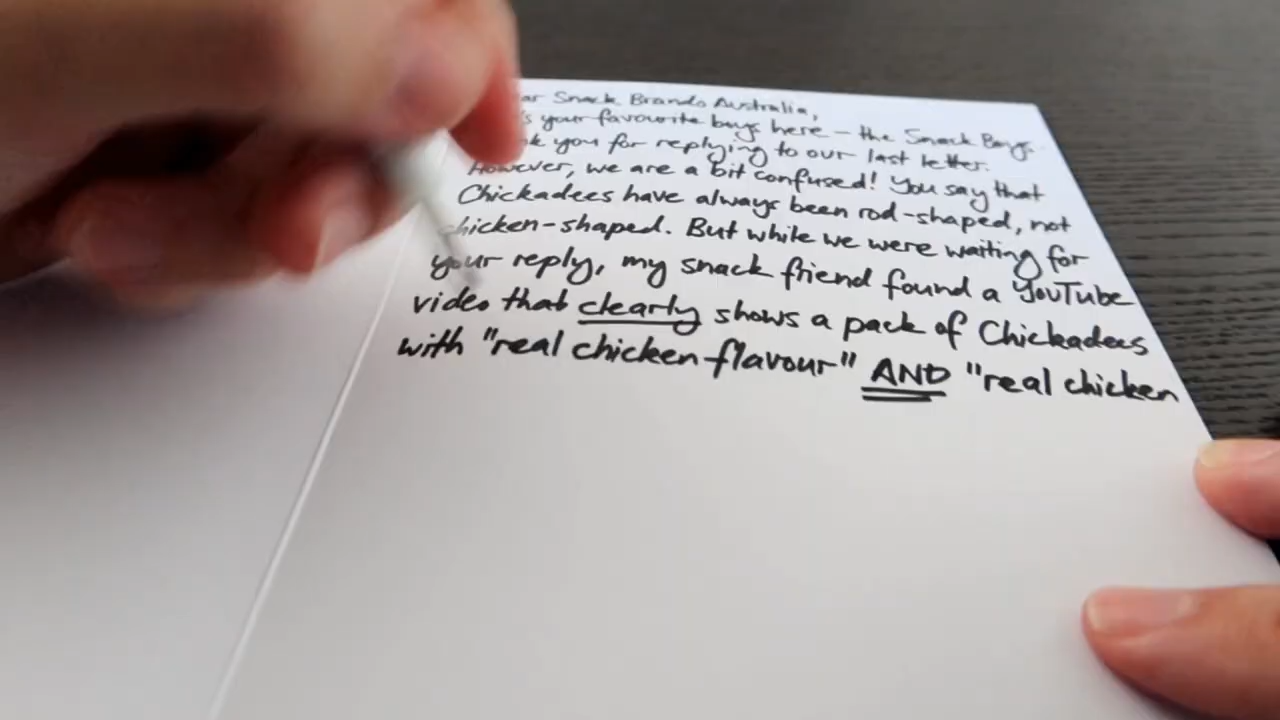 ar Snack Brands Australia,
s your favourite boys here - the Snack Boys.
you for replying to our last letter.
However, we are a bit confused! You say that
Chickadees have always been rod-shaped, not
chicken-shaped. But while we were waiting for
your reply, my snack friend found a YouTube
video that clearly shows a pack of Chickadees
with "real chicken flavour" AND "real chicken